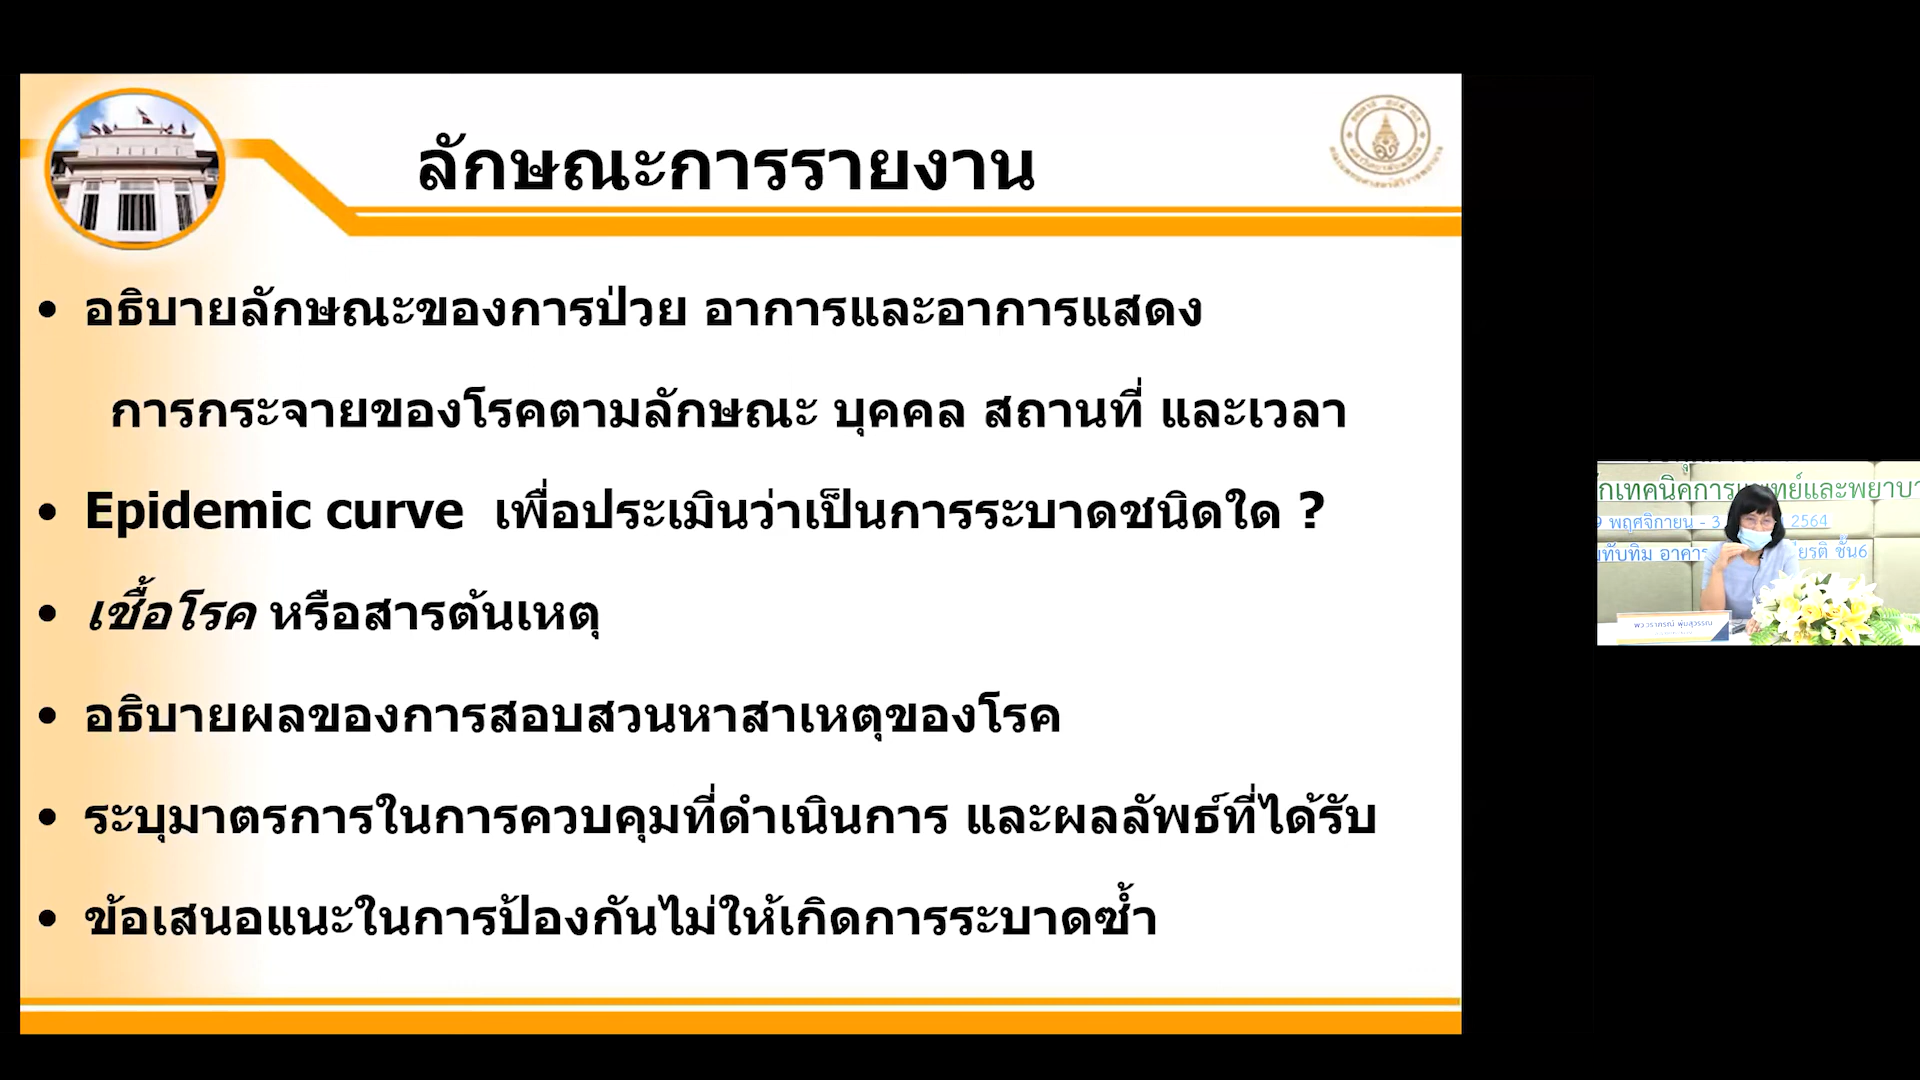 ลักษณะการรายงาน
• อธิบายลักษณะของการป่วย อาการและอาการแสดง
การกระจายของโรคตามลักษณะ บุคคล สถานที่ และเวลา
• Epidemic curve เพื่อประเมินว่าเป็นการระบาดชนิดใด ?
• เชื้อโรค หรือสารต้นเหตุ
• อธิบายผลของการสอบสวนหาสาเหตุของโรค
• ระบุมาตรการในการควบคุมที่ดำเนินการ และผลลัพธ์ที่ได้รับ
• ข้อเสนอแนะในการป้องกันไม่ให้เกิดการระบาดซ้ำ
กเทคนิคการแพทย์และพยาบา
9 พฤศจิกายน - 3 2564
ทับทิม อาคาร ยรติ ชั้น6
พว.วราภรณ์ พุ่มสุวรรณ